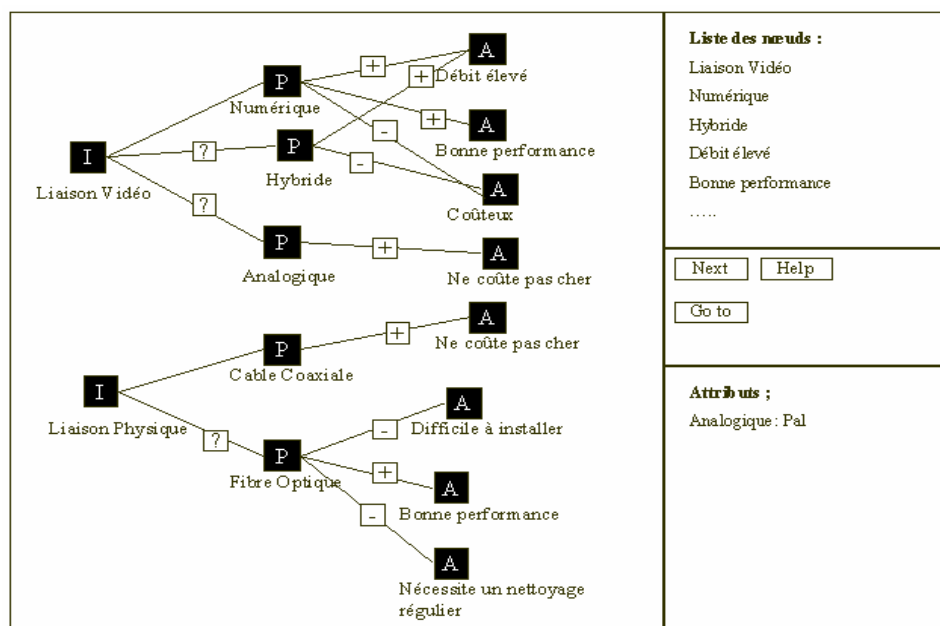 A
+
Débit élevé
P
+
Numérique
+
A
-
Bonne performance
I
?
P
-
Liaison Vidéo
Hybride
A
?
Coûteux
P
+
A
Analogique
Ne coûte pas cher
A
+
P
Ne coûte pas cher
Cable Coaxiale
I
A
Liaison Physique
?
-
Difficile à installer
P
+
Fibre Optique
A
Bonne performance
-
A
Nécessite un nettoyage
régulier
Liste des nœuds :
Liaison Vidéo
Numérique
Hybride
Débit élevé
Bonne performance
.....
Next Help
Go to
Attributs ;
Analogique : Pal